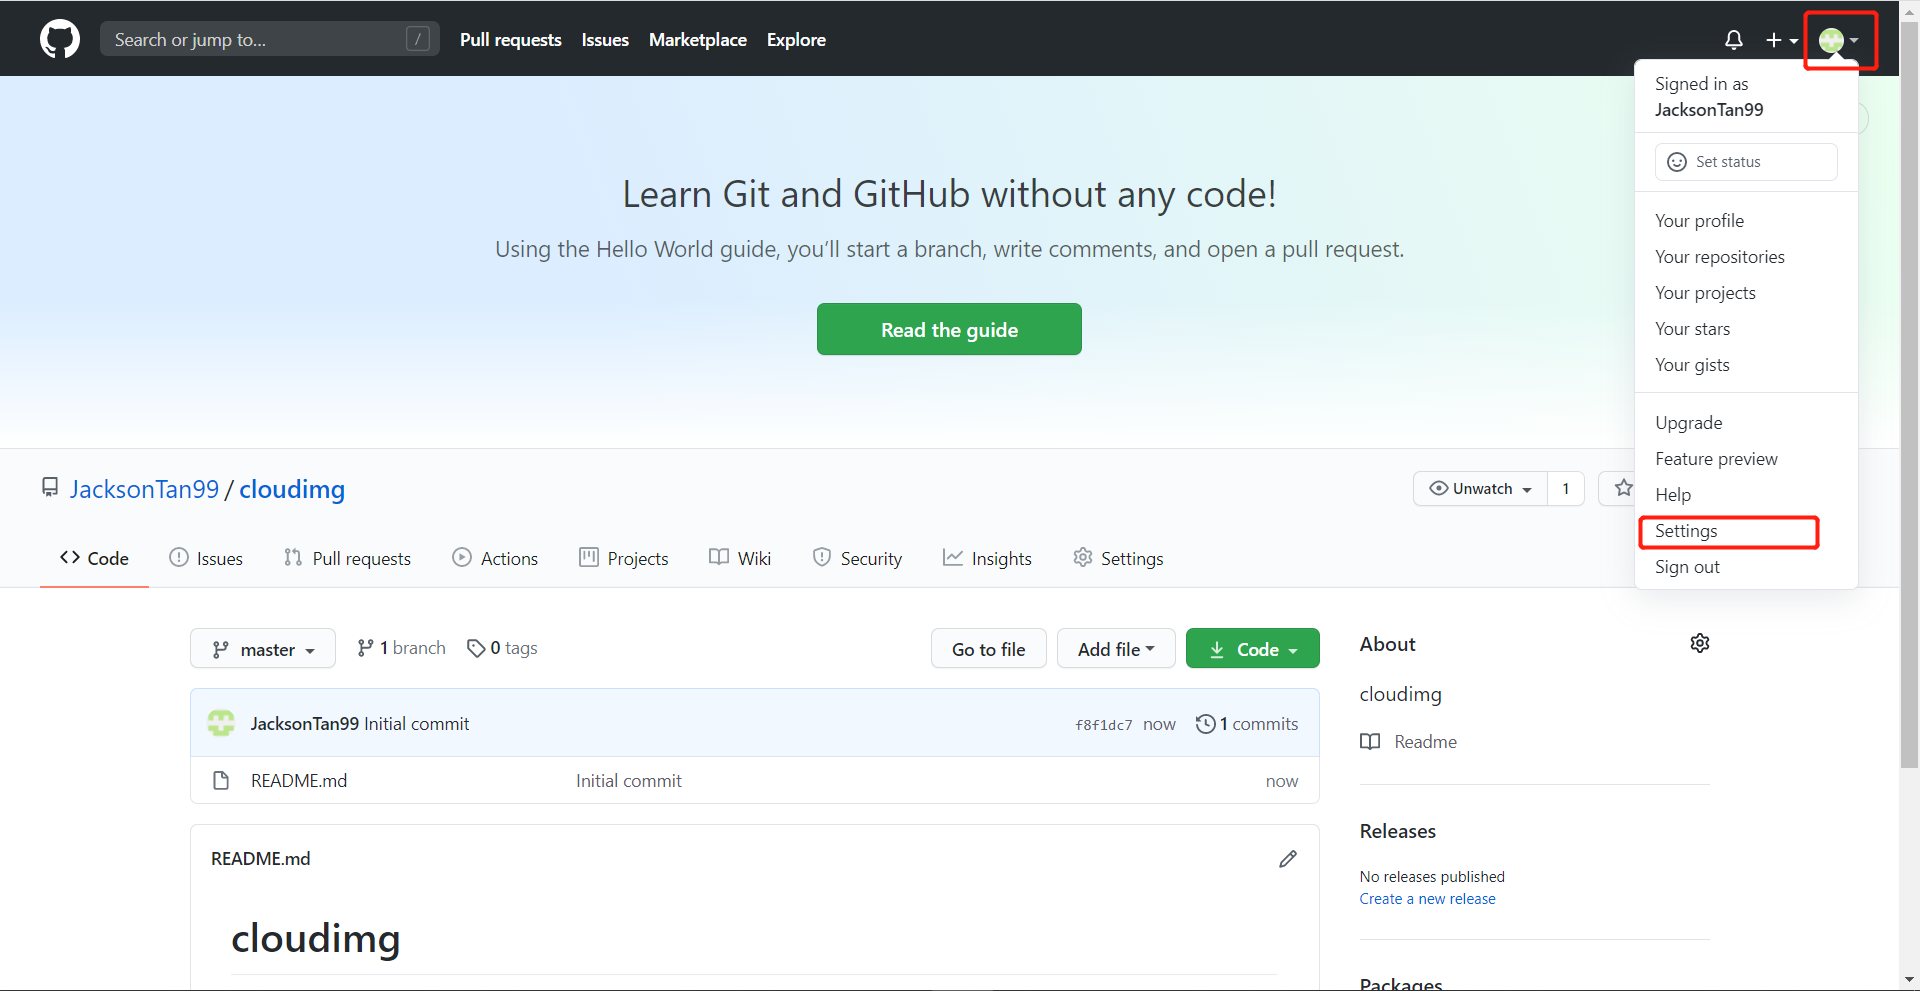 Search or jump to... /
Pull requests Issues Marketplace Explore
Signed in as
JacksonTan99
Set status
Your profile
Your repositories
Your projects
Your stars
Your gists
Upgrade
Feature preview
Help
Settings
Sign out
Learn Git and GitHub without any code!
Using the Hello World guide, you’ll start a branch, write comments, and open a pull request.
Read the guide
JacksonTan99 / cloudimg
Unwatch 1
Code Issues Pull requests Actions Projects Wiki Security Insights Settings
master 1 branch 0 tags
Go to file Add file Code
JacksonTan99 Initial commit f8f1dc7 now 1 commits
README.md Initial commit now
README.md
cloudimg
About
cloudimg
Readme
Releases
No releases published
Create a new release
Packages